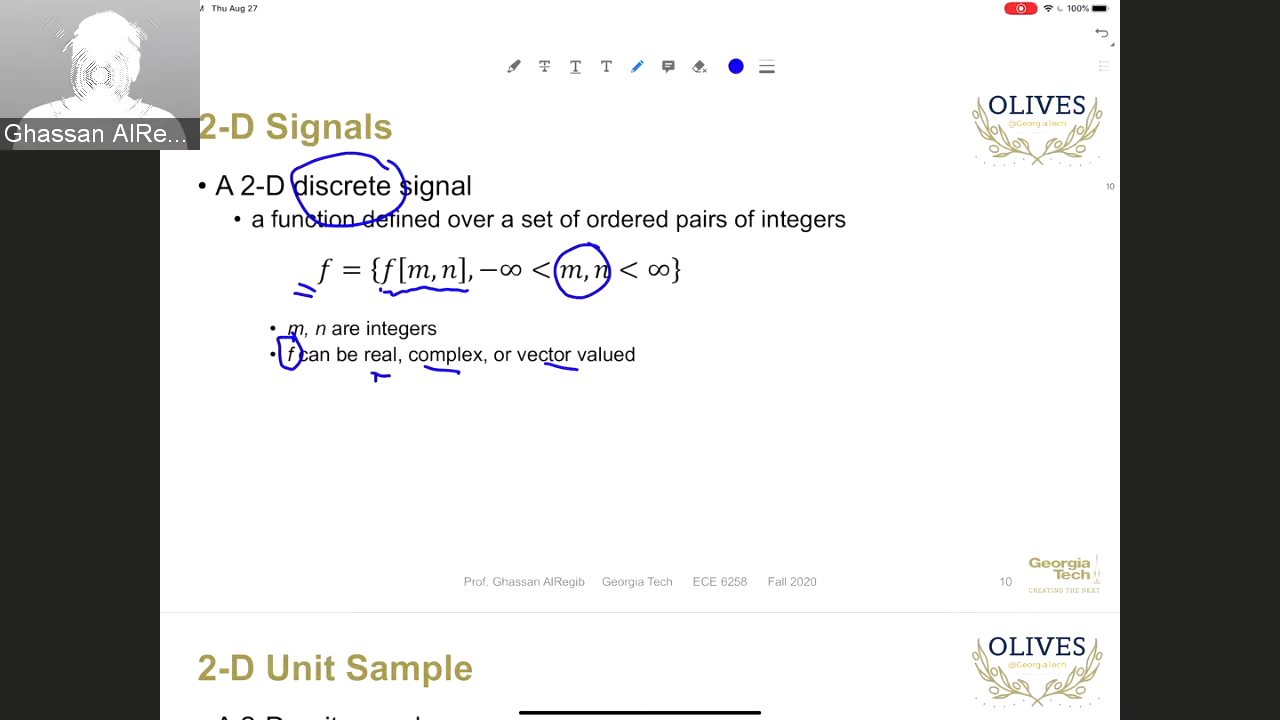 M Thu Aug 27
100%
Ghassan AlRe...
2-D Signals
OLIVES
@GeorgiaTech
• A 2-D discrete signal
10
• a function defined over a set of ordered pairs of integers
f = {f[m, n], −∞ < m, n < ∞}
• m, n are integers
• f can be real, complex, or vector valued
Prof. Ghassan AlRegib Georgia Tech ECE 6258 Fall 2020
10
Georgia
Tech
CREATING THE NEXT
2-D Unit Sample
OLIVES
@GeorgiaTech